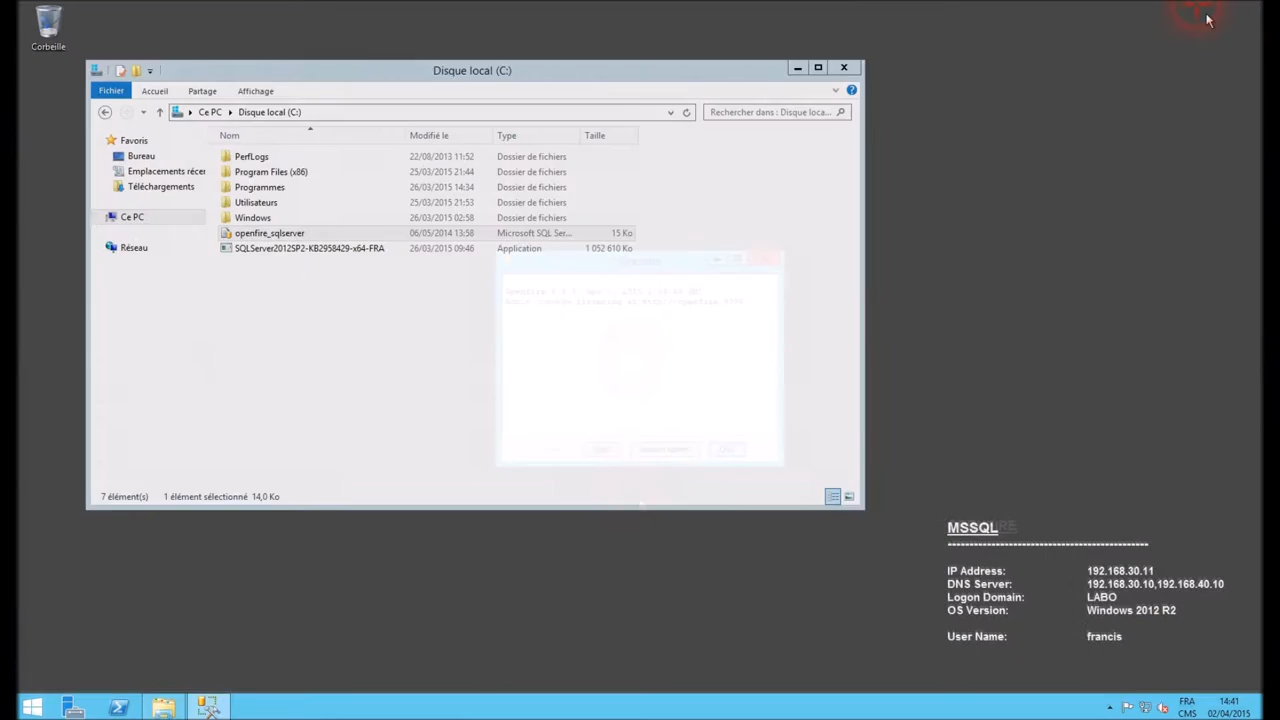 Corbeille
Disque local (C:)
Fichier
Accueil
Partage
Affichage
Ce PC
Disque local (C:)
Rechercher dans : Disque loca...
Favoris
Bureau
Emplacements récer
Téléchargements
Ce PC
Réseau
Nom
Modifié le
Type
Taille
PerfLogs 22/08/2013 11:52 Dossier de fichiers
Program Files (x86) 25/03/2015 21:44 Dossier de fichiers
Programmes 26/03/2015 14:34 Dossier de fichiers
Utilisateurs 25/03/2015 21:53 Dossier de fichiers
Windows 26/03/2015 02:58 Dossier de fichiers
openfire_sqlserver 06/05/2014 13:58 Microsoft SQL Ser... 15 Ko
SQLServer2012SP2-KB2958429-x64-FRA 26/03/2015 09:46 Application 1 052 610 Ko
7 élément(s) 1 élément sélectionné 14,0 Ko
MSSQL
---------------------------------------------
IP Address: 192.168.30.11
DNS Server: 192.168.30.10,192.168.40.10
Logon Domain: LABO
OS Version: Windows 2012 R2
User Name: francis
FRA
CMS
14:41
02/04/2015